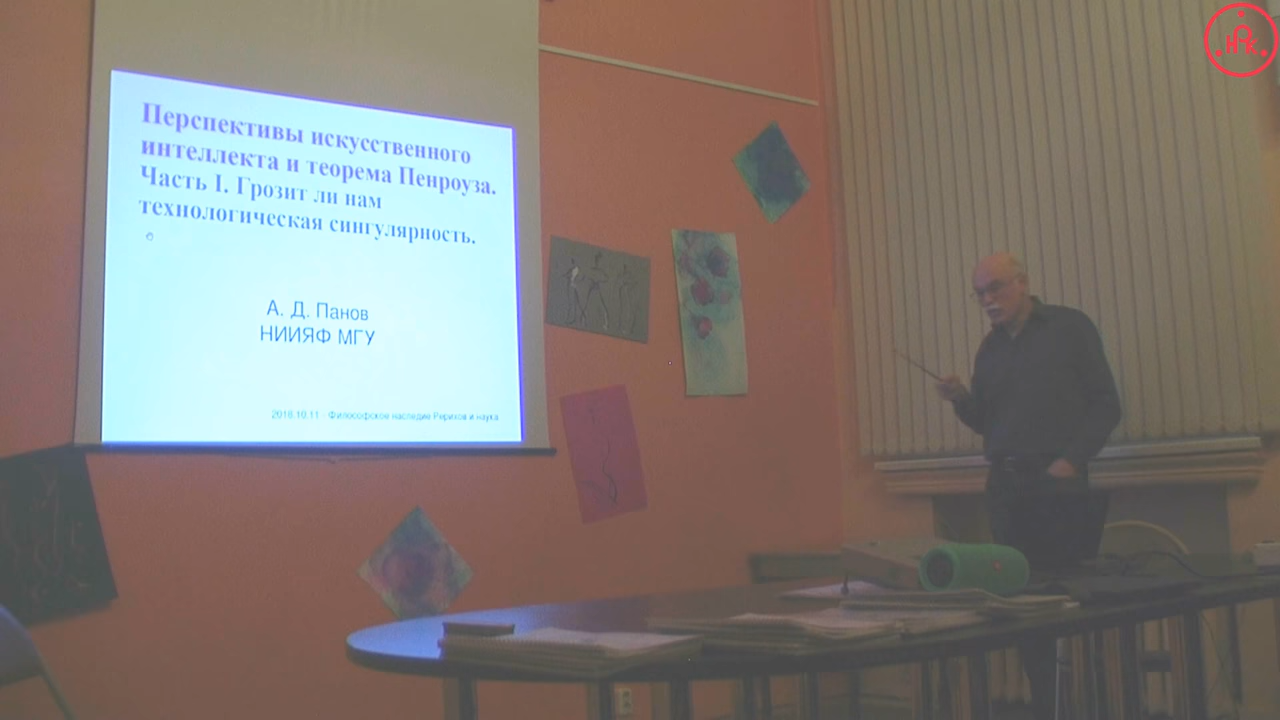 Перспективы искусственного
интеллекта и теорема Пенроуза.
Часть I. Грозит ли нам
технологическая сингулярность.
А. Д. Панов
НИИЯФ МГУ
2018.10.11 - Философское наследие Рерихов и наука